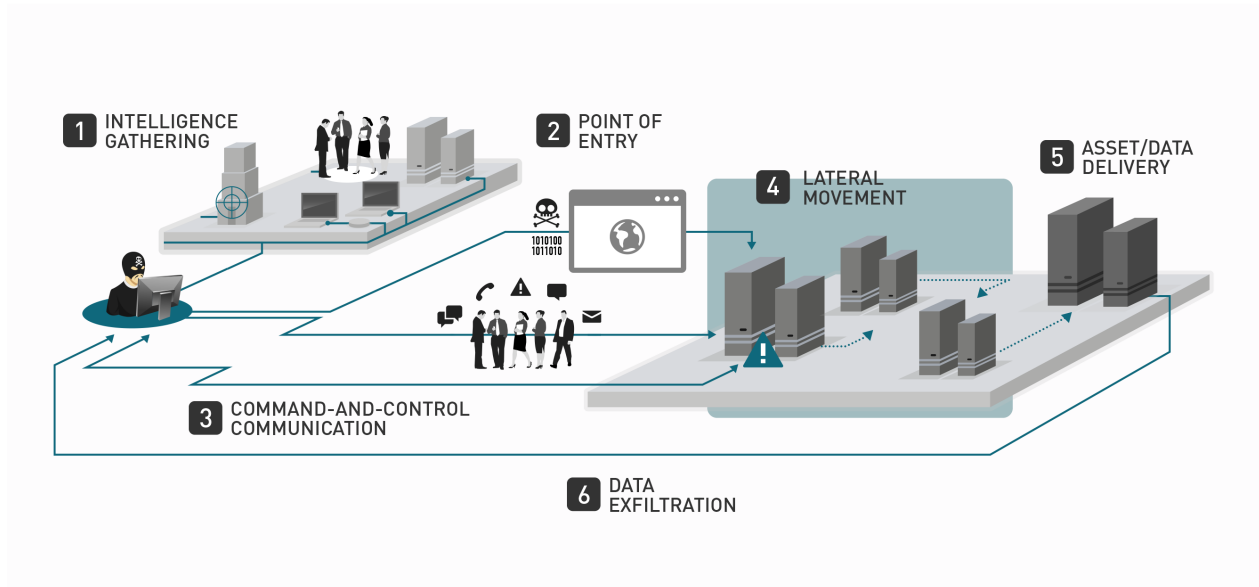 1
INTELLIGENCE
GATHERING
2
POINT OF
ENTRY
1010100
1011010
3
COMMAND-AND-CONTROL
COMMUNICATION
4
LATERAL
MOVEMENT
5
ASSET/DATA
DELIVERY
6
DATA
EXFILTRATION